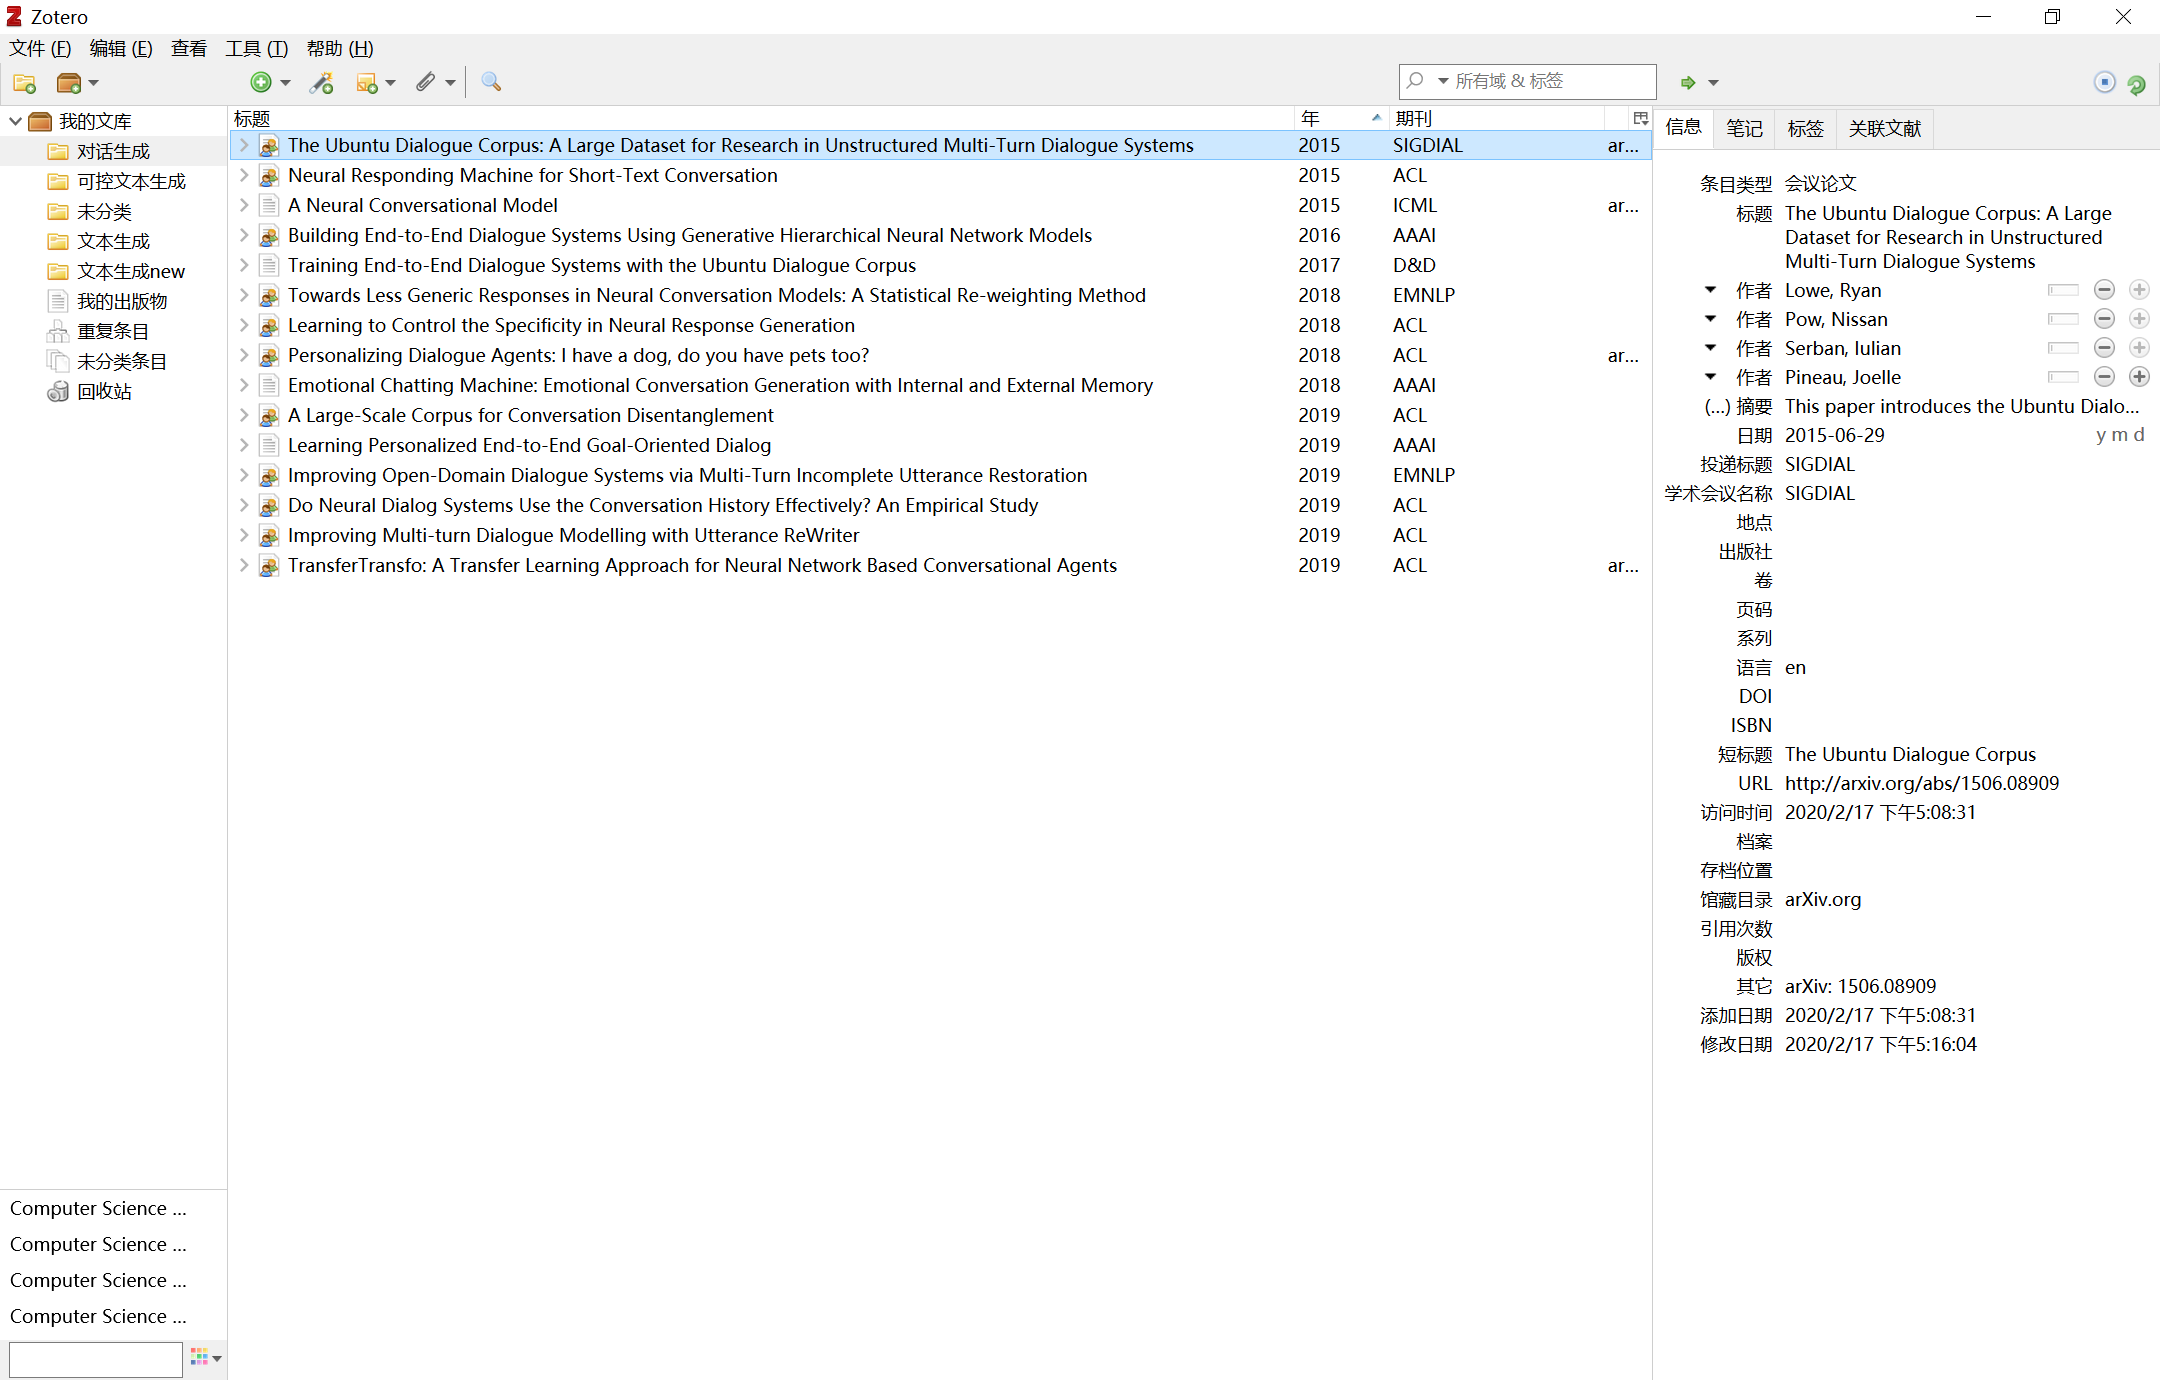 Zotero
文件 (F) 编辑 (E) 查看 工具 (T) 帮助 (H)
所有域 & 标签
我的文库
对话生成
可控文本生成
未分类
文本生成
文本生成new
我的出版物
重复条目
未分类条目
回收站
Computer Science ...
Computer Science ...
Computer Science ...
Computer Science ...
标题 年 期刊
The Ubuntu Dialogue Corpus: A Large Dataset for Research in Unstructured Multi-Turn Dialogue Systems 2015 SIGDIAL ar...
Neural Responding Machine for Short-Text Conversation 2015 ACL
A Neural Conversational Model 2015 ICML ar...
Building End-to-End Dialogue Systems Using Generative Hierarchical Neural Network Models 2016 AAAI
Training End-to-End Dialogue Systems with the Ubuntu Dialogue Corpus 2017 D&D
Towards Less Generic Responses in Neural Conversation Models: A Statistical Re-weighting Method 2018 EMNLP
Learning to Control the Specificity in Neural Response Generation 2018 ACL
Personalizing Dialogue Agents: I have a dog, do you have pets too? 2018 ACL ar...
Emotional Chatting Machine: Emotional Conversation Generation with Internal and External Memory 2018 AAAI
A Large-Scale Corpus for Conversation Disentanglement 2019 ACL
Learning Personalized End-to-End Goal-Oriented Dialog 2019 AAAI
Improving Open-Domain Dialogue Systems via Multi-Turn Incomplete Utterance Restoration 2019 EMNLP
Do Neural Dialog Systems Use the Conversation History Effectively? An Empirical Study 2019 ACL
Improving Multi-turn Dialogue Modelling with Utterance ReWriter 2019 ACL
TransferTransfo: A Transfer Learning Approach for Neural Network Based Conversational Agents 2019 ACL ar...
信息 笔记 标签 关联文献
条目类型 会议论文
标题 The Ubuntu Dialogue Corpus: A Large
Dataset for Research in Unstructured
Multi-Turn Dialogue Systems
作者 Lowe, Ryan
作者 Pow, Nissan
作者 Serban, Iulian
作者 Pineau, Joelle
(...) 摘要 This paper introduces the Ubuntu Dialo...
日期 2015-06-29 y m d
投递标题 SIGDIAL
学术会议名称 SIGDIAL
地点
出版社
卷
页码
系列
语言 en
DOI
ISBN
短标题 The Ubuntu Dialogue Corpus
URL http://arxiv.org/abs/1506.08909
访问时间 2020/2/17 下午5:08:31
档案
存档位置
馆藏目录 arXiv.org
引用次数
版权
其它 arXiv: 1506.08909
添加日期 2020/2/17 下午5:08:31
修改日期 2020/2/17 下午5:16:04